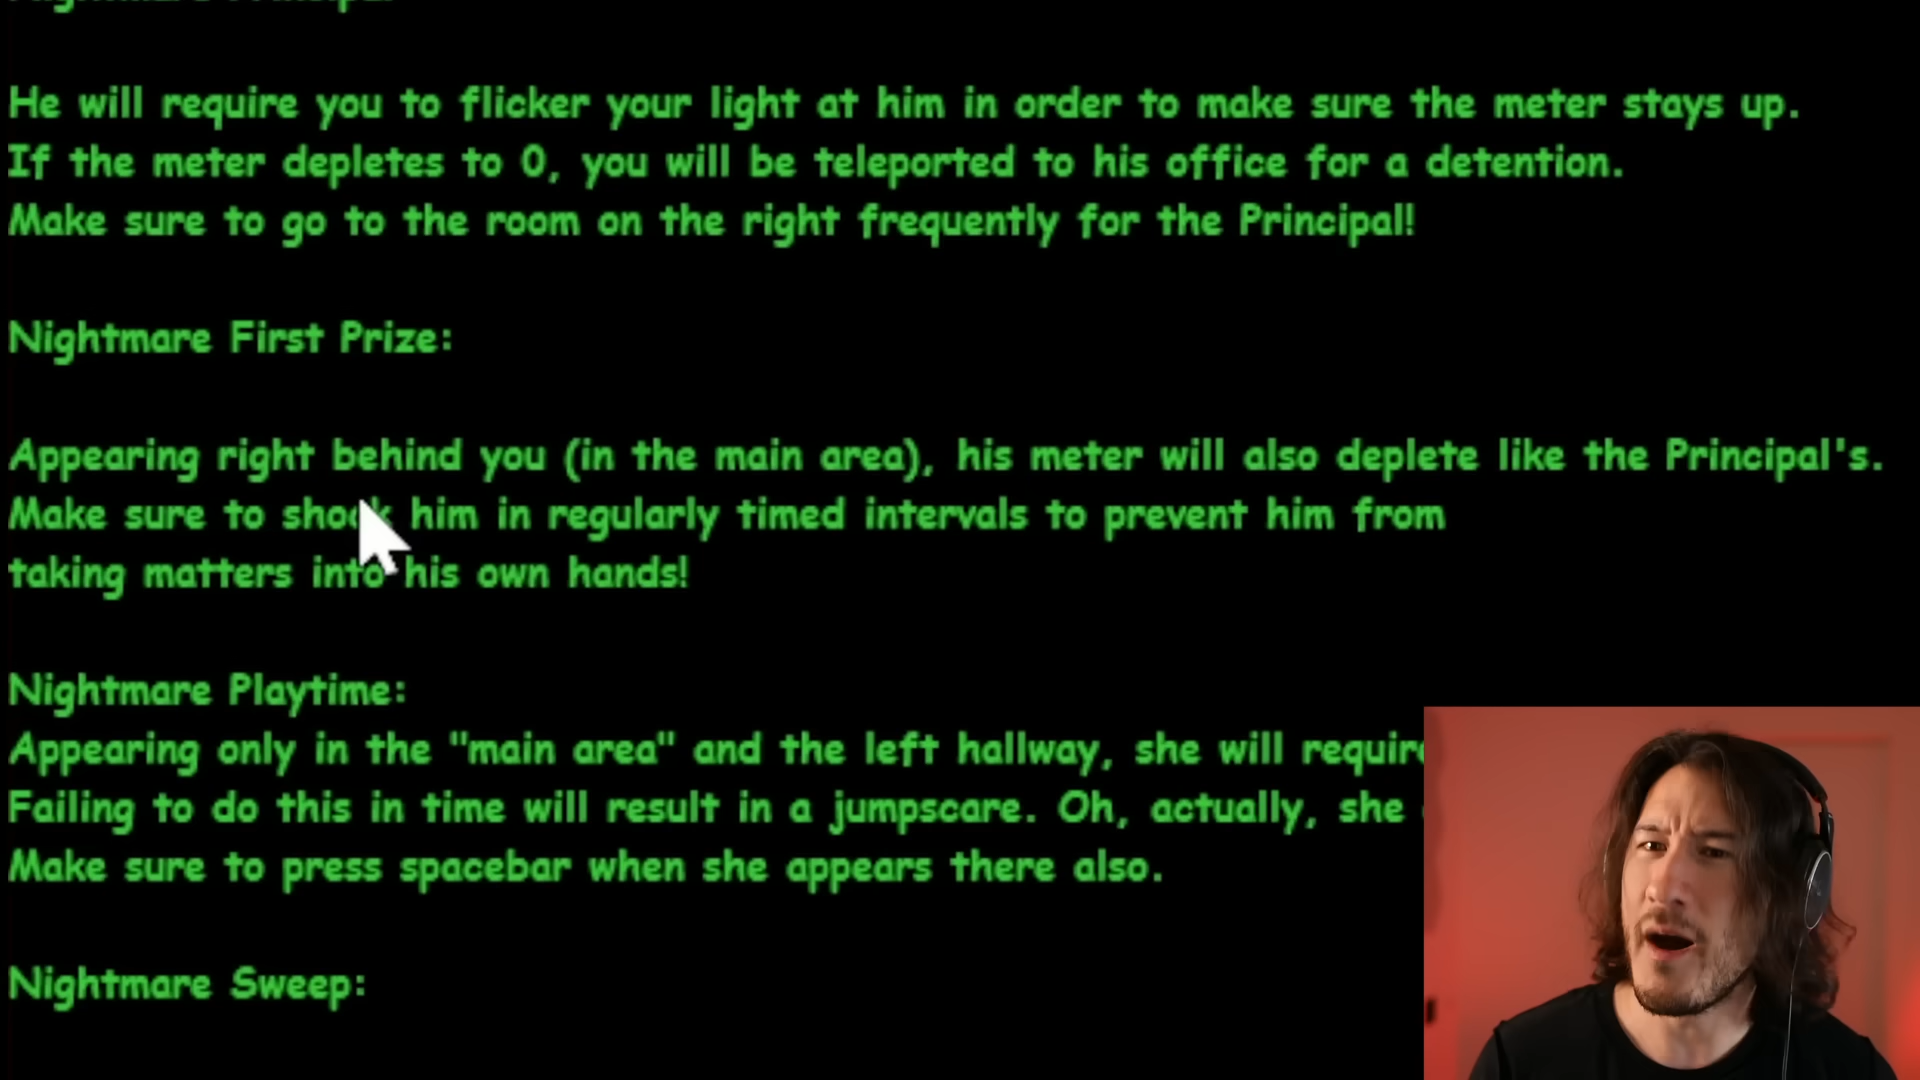 Nightmare Principal
He will require you to flicker your light at him in order to make sure the meter stays up.
If the meter depletes to 0, you will be teleported to his office for a detention.
Make sure to go to the room on the right frequently for the Principal!
Nightmare First Prize:
Appearing right behind you (in the main area), his meter will also deplete like the Principal's.
Make sure to shock him in regularly timed intervals to prevent him from
taking matters into his own hands!
Nightmare Playtime:
Appearing only in the "main area" and the left hallway, she will require
Failing to do this in time will result in a jumpscare. Oh, actually, she
Make sure to press spacebar when she appears there also.
Nightmare Sweep: